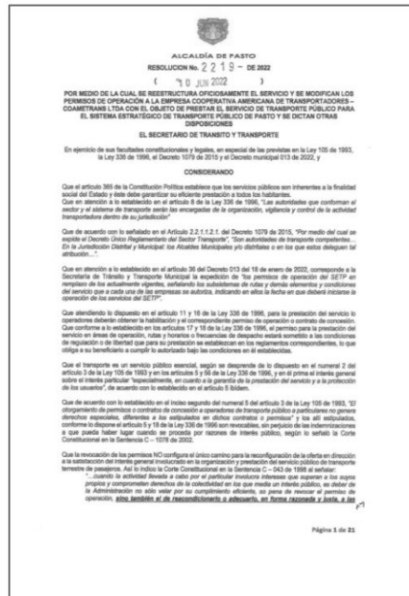 ALCALDÍA DE PASTO
RESOLUCION No. 2219 - DE 2022
( 10 JUN 2022 )
POR MEDIO DE LA CUAL SE REESTRUCTURA OFICIOSAMENTE EL SERVICIO Y SE MODIFICAN LOS
PERMISOS DE OPERACIÓN A LA EMPRESA COOPERATIVA AMERICANA DE TRANSPORTADORES –
COAMETRANS LTDA CON EL OBJETO DE PRESTAR EL SERVICIO DE TRANSPORTE PÚBLICO PARA
EL SISTEMA ESTRATÉGICO DE TRANSPORTE PÚBLICO DE PASTO Y SE DICTAN OTRAS
DISPOSICIONES
EL SECRETARIO DE TRANSITO Y TRANSPORTE
En ejercicio de sus facultades constitucionales y legales, en especial de las previstas en la Ley 105 de 1993,
la Ley 336 de 1996, el Decreto 1079 de 2015 y el Decreto municipal 013 de 2022, y
CONSIDERANDO
Que el artículo 365 de la Constitución Política establece que los servicios públicos son inherentes a la finalidad
social del Estado y éste debe garantizar su eficiente prestación a todos los habitantes.
Que en atención a lo establecido en el artículo 8 de la Ley 336 de 1996, "Las autoridades que conforman el
sector y el sistema de transporte serán las encargadas de la organización, vigilancia y control de la actividad
transportadora dentro de su jurisdicción"
Que de acuerdo con lo señalado en el Artículo 2.2.1.1.2.1. del Decreto 1079 de 2015, "Por medio del cual se
expide el Decreto Único Reglamentario del Sector Transporte", "Son autoridades de transporte competentes…
En la Jurisdicción Distrital y Municipal: los Alcaldes Municipales y/o distritales o en los que estos deleguen tal
atribución…".
Que en atención a lo establecido en el artículo 36 del Decreto 013 del 18 de enero de 2022, corresponde a la
Secretaría de Tránsito y Transporte Municipal la expedición de "los permisos de operación del SETP en
remplazo de los actualmente vigentes, señalando los subsistemas de rutas y demás elementos y condiciones
del servicio que a cada una de las empresas se autoriza, indicando en ellos la fecha en que deberá iniciarse la
operación de los servicios del SETP".
Que atendiendo lo dispuesto en el artículo 11 y 18 de la Ley 336 de 1996, para la prestación del servicio lo
operadores deberán obtener la habilitación y el correspondiente permiso de operación o contrato de concesión.
Que conforme a lo establecido en los artículos 17 y 18 de la Ley 336 de 1996, el permiso para la prestación del
servicio en áreas de operación, rutas y horarios o frecuencias de despacho estará sometido a las condiciones
de regulación o de libertad que para su prestación se establezcan en los reglamentos correspondientes, lo que
obliga a su beneficiario a cumplir lo autorizado bajo las condiciones en él establecidas.
Que el transporte es un servicio público esencial, según se desprende de lo dispuesto en el numeral 2 del
artículo 3 de la Ley 105 de 1993 y en los artículos 5 y 56 de la Ley 336 de 1996, y en él prima el interés general
sobre el interés particular "especialmente, en cuanto a la garantía de la prestación del servicio y a la protección
de los usuarios", de acuerdo con lo establecido en el artículo 5 ibídem.
Que de acuerdo con lo establecido en el inciso segundo del numeral 5 del artículo 3 de la Ley 105 de 1993, "El
otorgamiento de permisos o contratos de concesión a operadores de transporte público a particulares no genera
derechos especiales, diferentes a los estipulados en dichos contratos o permisos" y los allí estipulados,
conforme lo dispone el artículo 5 y 18 de la Ley 336 de 1996 son revocables, sin perjuicio de las indemnizaciones
a que pueda haber lugar cuando se proceda por razones de interés público, según lo señaló la Corte
Constitucional en la Sentencia C – 1078 de 2002.
Que la revocación de los permisos NO configura el único camino para la reconfiguración de la oferta en dirección
a la satisfacción del interés general involucrado en la organización y prestación del servicio público de transporte
terrestre de pasajeros. Así lo indico la Corte Constitucional en la Sentencia C – 043 de 1998 al señalar:
"…cuando la actividad llevada a cabo por el particular involucra intereses que superan a los suyos
propios y comprometen derechos de la colectividad en los que media un interés público, es deber de
la Administración no sólo velar por su cumplimiento eficiente, so pena de revocar el permiso de
operación, sino también el de reacondicionarlo o adecuarlo, en forma razonada y justa, a las
Página 1 de 21